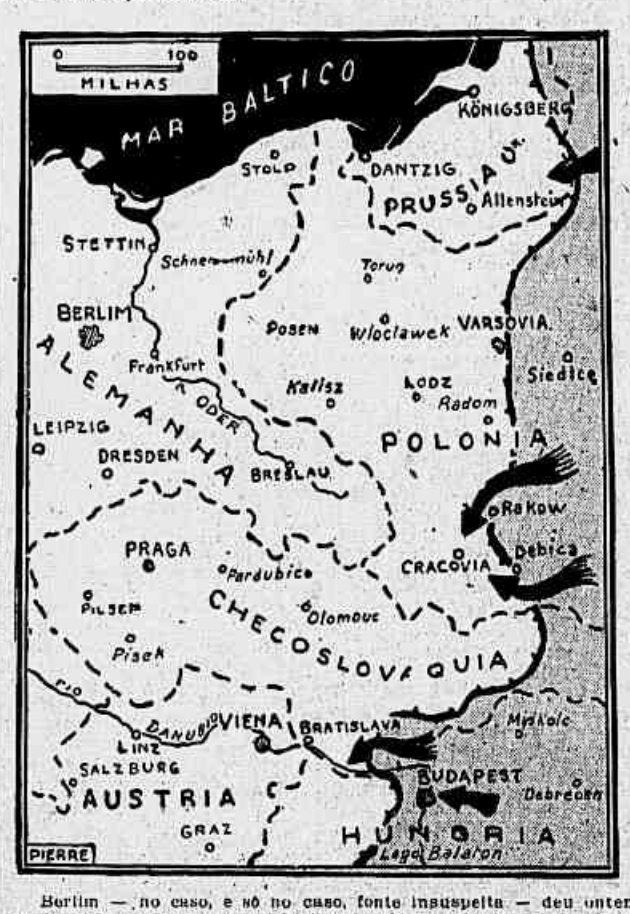 0 100
MILHAS
MAR BALTICO
KÖNIGSBERG
STOLP
DANTZIG
PRUSSIA Or.
Allenstein
STETTIN
Schneidemühl
Torun
BERLIM
POSEN
Wloclawek
VARSOVIA
Frankfurt
Siedlce
ALEMANHA
ODER
Kalisz
LODZ
Radom
LEIPZIG
POLONIA
DRESDEN
BRESLAU
Rakow
PRAGA
CRACOVIA
Debica
Pardubice
PILSEN
Olomouc
CHECOSLOVAQUIA
Pisek
RIO DANUBIO
VIENA
BRATISLAVA
Miskolc
LINZ
SALZBURG
BUDAPEST
Debrecen
AUSTRIA
GRAZ
HUNGRIA
Lago Balaton
PIERRE
Berlim — no caso, e só no caso, fonte insuspeita — deu ontem